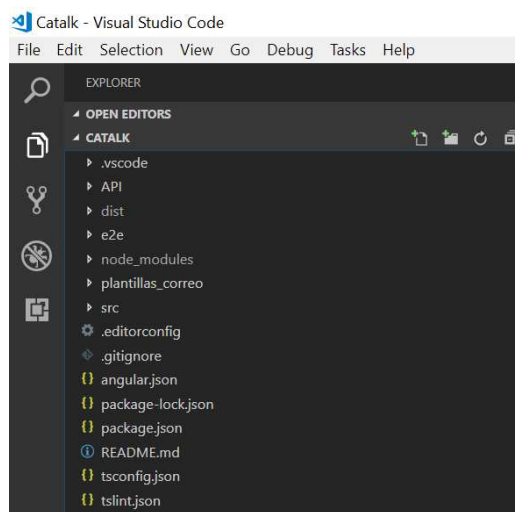 Catalk - Visual Studio Code
File Edit Selection View Go Debug Tasks Help
EXPLORER
OPEN EDITORS
CATALK
.vscode
API
dist
e2e
node_modules
plantillas_correo
src
.editorconfig
.gitignore
{} angular.json
{} package-lock.json
{} package.json
README.md
{} tsconfig.json
{} tslint.json